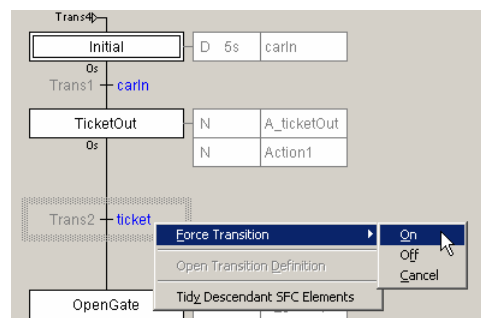 Trans4
Initial
D 5s carIn
0s
Trans1 carIn
TicketOut
N A_ticketOut
0s
N Action1
Trans2 ticket
Force Transition
On
Off
Open Transition Definition
Cancel
Tidy Descendant SFC Elements
OpenGate